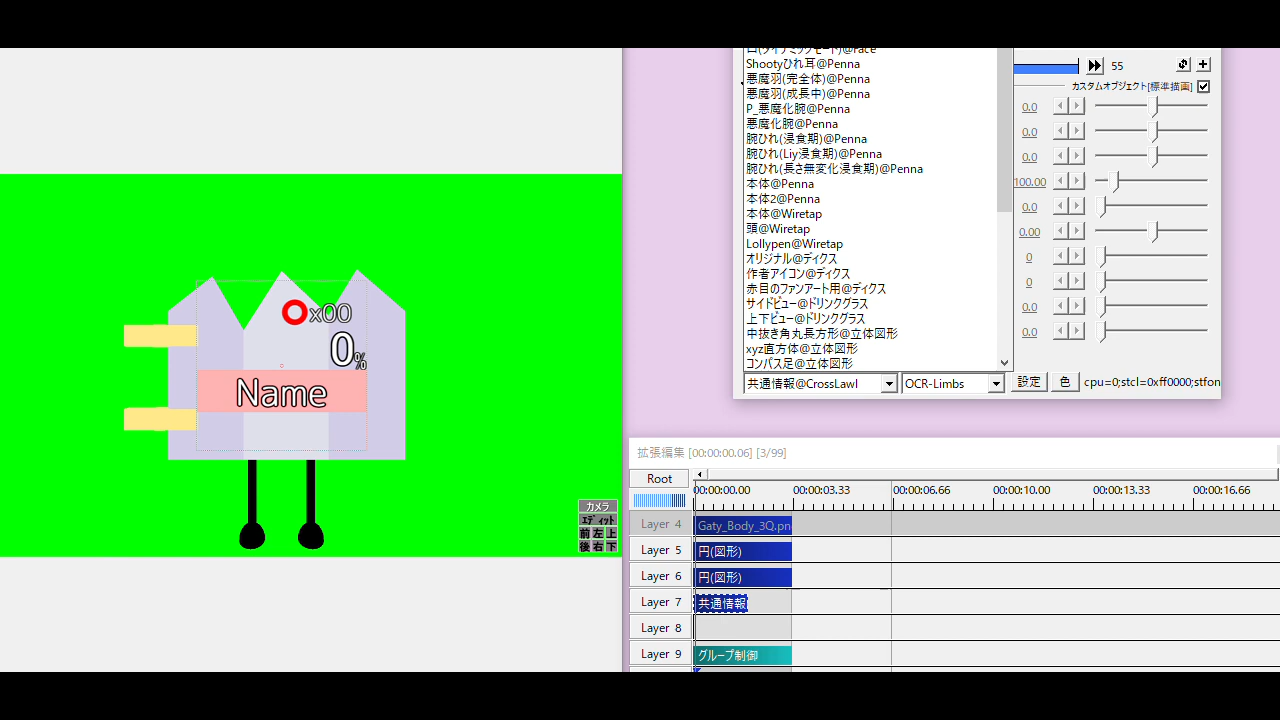 x00
0%
Name
カメラ
ｴﾃﾞｨｯﾄ
前左上
後右下
口(ダイナミックモード)@Face
Shootyひれ耳@Penna
悪魔羽(完全体)@Penna
悪魔羽(成長中)@Penna
P_悪魔化腕@Penna
悪魔化腕@Penna
腕ひれ(浸食期)@Penna
腕ひれ(Liy浸食期)@Penna
腕ひれ(長さ無変化浸食期)@Penna
本体@Penna
本体2@Penna
本体@Wiretap
頭@Wiretap
Lollypen@Wiretap
オリジナル@ディクス
作者アイコン@ディクス
赤目のファンアート用@ディクス
サイドビュー@ドリンクグラス
上下ビュー@ドリンクグラス
中抜き角丸長方形@立体図形
xyz直方体@立体図形
コンパス足@立体図形
共通情報@CrossLawl
OCR-Limbs
設定
色
cpu=0;stcl=0xff0000;stfon
55
カスタムオブジェクト[標準描画]
0.0
0.0
0.0
100.00
0.0
0.00
0
0
0.0
0.0
拡張編集 [00:00:00.06] [3/99]
Root
00:00:00.00 00:00:03.33 00:00:06.66 00:00:10.00 00:00:13.33 00:00:16.66
Layer 4 Gaty_Body_3Q.pn
Layer 5 円(図形)
Layer 6 円(図形)
Layer 7 共通情報
Layer 8
Layer 9 グループ制御